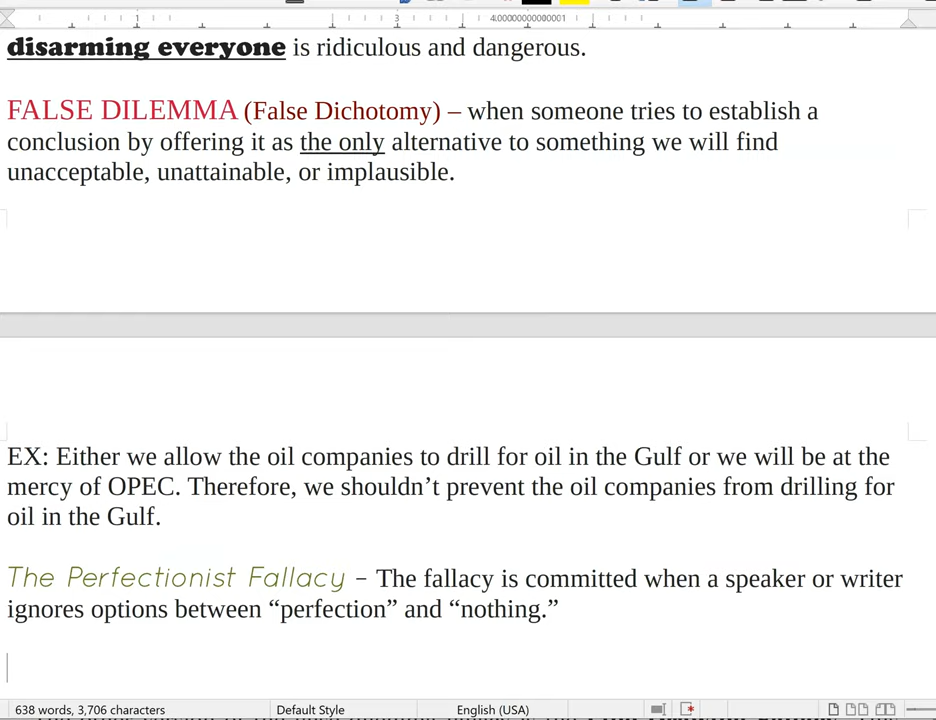 3
1
4.00000000000001
disarming everyone is ridiculous and dangerous.
FALSE DILEMMA (False Dichotomy) – when someone tries to establish a
conclusion by offering it as the only alternative to something we will find
unacceptable, unattainable, or implausible.
EX: Either we allow the oil companies to drill for oil in the Gulf or we will be at the
mercy of OPEC. Therefore, we shouldn’t prevent the oil companies from drilling for
oil in the Gulf.
The Perfectionist Fallacy – The fallacy is committed when a speaker or writer
ignores options between “perfection” and “nothing.”
638 words, 3,706 characters
Default Style
English (USA)